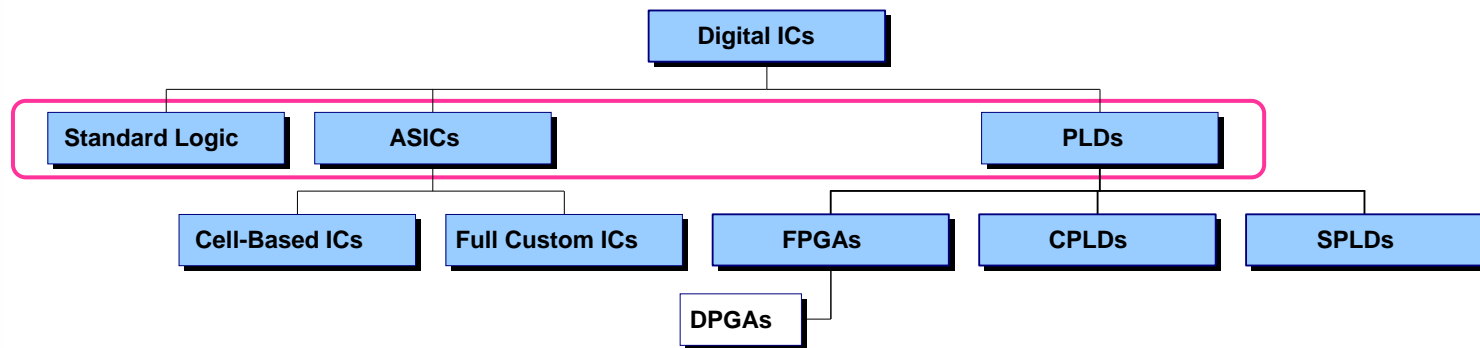 Digital ICs
Standard Logic
ASICs
PLDs
Cell-Based ICs
Full Custom ICs
FPGAs
CPLDs
SPLDs
DPGAs